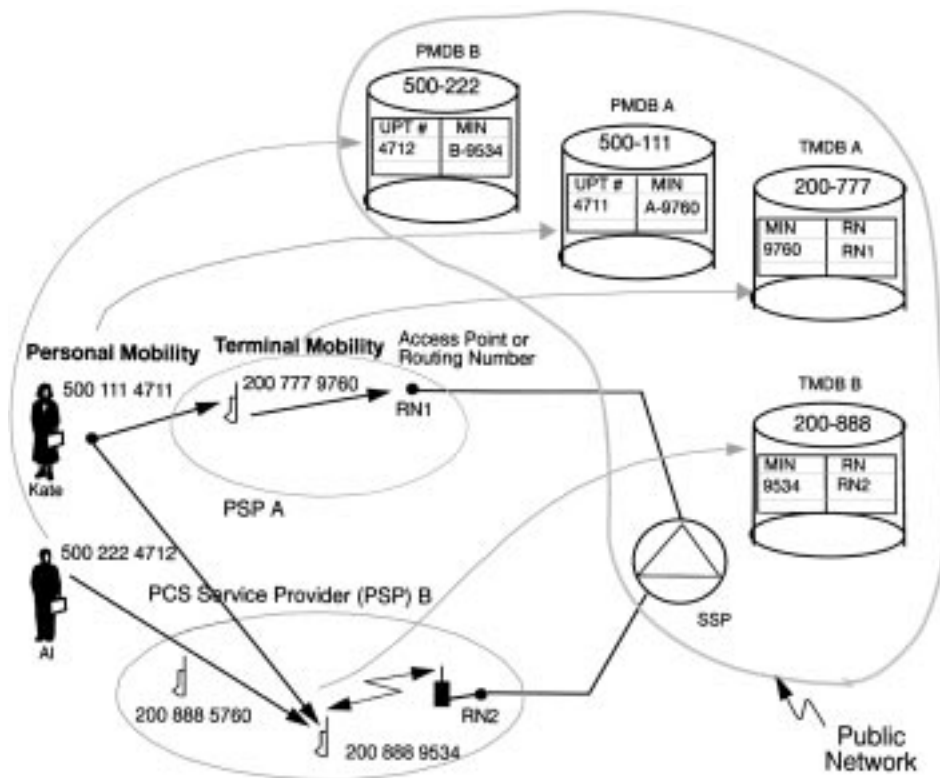 PMDB B
500-222
UPT # MIN
4712 B-9534
PMDB A
500-111
UPT # MIN
4711 A-9760
TMDB A
200-777
MIN RN
9760 RN1
Personal Mobility
Terminal Mobility
Access Point or
Routing Number
500 111 4711
200 777 9760
RN1
Kate
PSP A
TMDB B
200-888
MIN RN
9534 RN2
500 222 4712
Al
PCS Service Provider (PSP) B
SSP
200 888 5760
RN2
200 888 9534
Public
Network